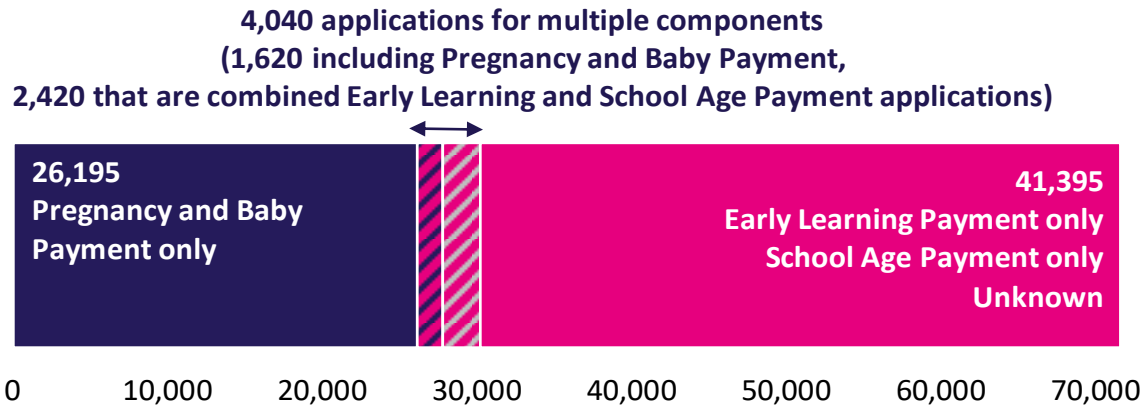 4,040 applications for multiple components
(1,620 including Pregnancy and Baby Payment,
2,420 that are combined Early Learning and School Age Payment applications)
26,195
Pregnancy and Baby
Payment only
41,395
Early Learning Payment only
School Age Payment only
Unknown
0 10,000 20,000 30,000 40,000 50,000 60,000 70,000